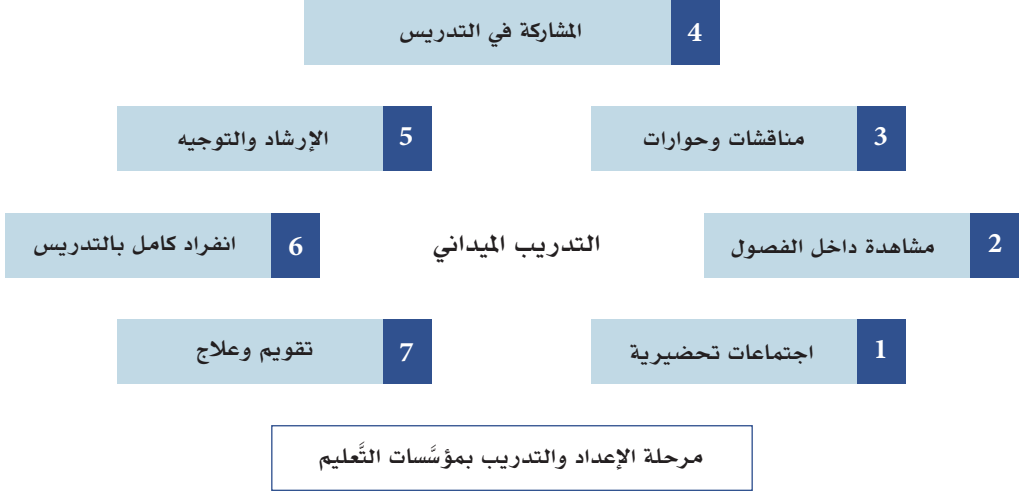 4 المشاركة في التدريس
3 مناقشات وحوارات
5 الإرشاد والتوجيه
2 مشاهدة داخل الفصول
التدريب الميداني
6 انفراد كامل بالتدريس
1 اجتماعات تحضيرية
7 تقويم وعلاج
مرحلة الإعداد والتدريب بمؤسَّسات التَّعليم